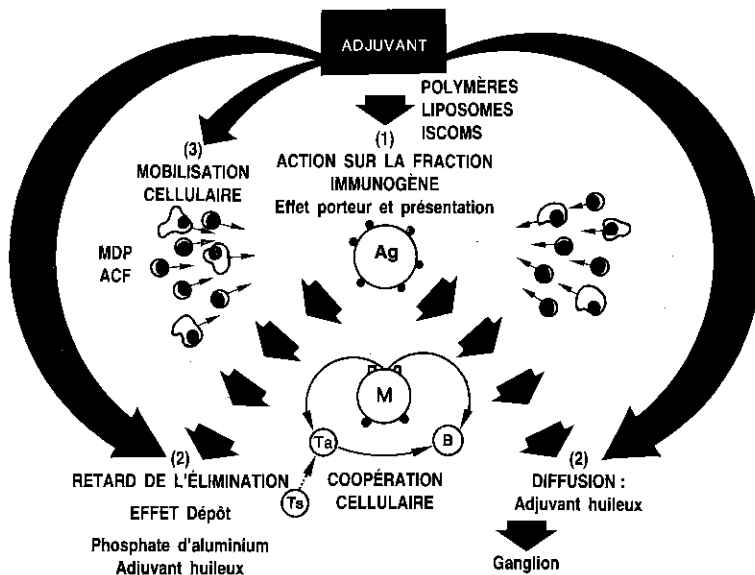 ADJUVANT
POLYMÈRES
LIPOSOMES
ISCOMS
(1)
ACTION SUR LA FRACTION
IMMUNOGÈNE
Effet porteur et présentation
(3)
MOBILISATION
CELLULAIRE
MDP
ACF
Ag
M
Ta
B
Ts
COOPÉRATION
CELLULAIRE
(2)
RETARD DE L'ÉLIMINATION
EFFET Dépôt
Phosphate d'aluminium
Adjuvant huileux
(2)
DIFFUSION :
Adjuvant huileux
Ganglion